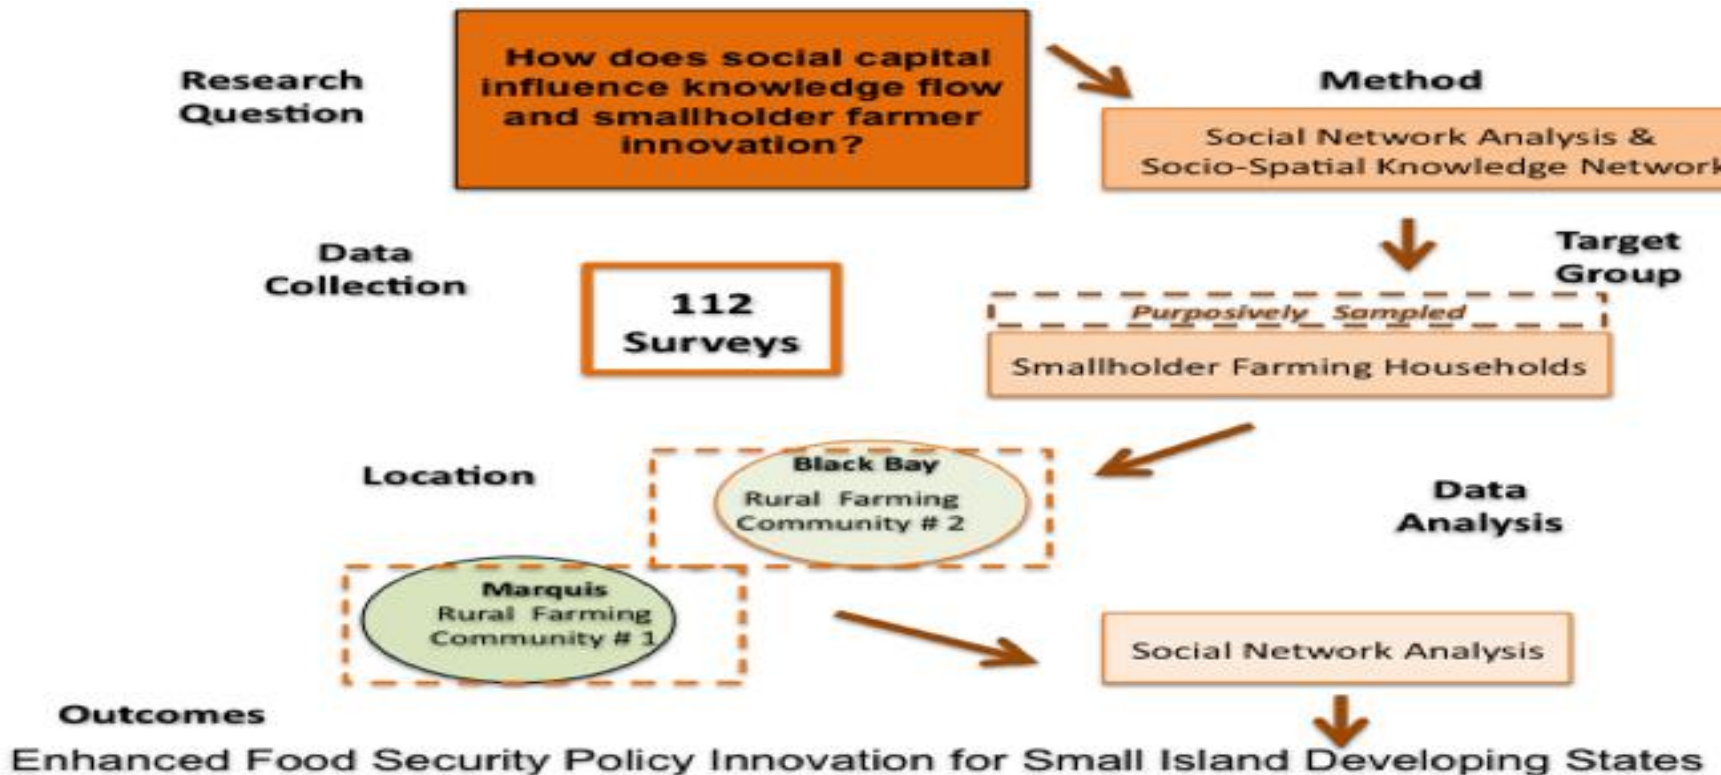 Research
Question
How does social capital
influence knowledge flow
and smallholder farmer
innovation?
Method
Social Network Analysis &
Socio-Spatial Knowledge Network
Data
Collection
112
Surveys
Target
Group
Purposively Sampled
Smallholder Farming Households
Location
Black Bay
Rural Farming
Community # 2
Data
Analysis
Marquis
Rural Farming
Community # 1
Social Network Analysis
Outcomes
Enhanced Food Security Policy Innovation for Small Island Developing States